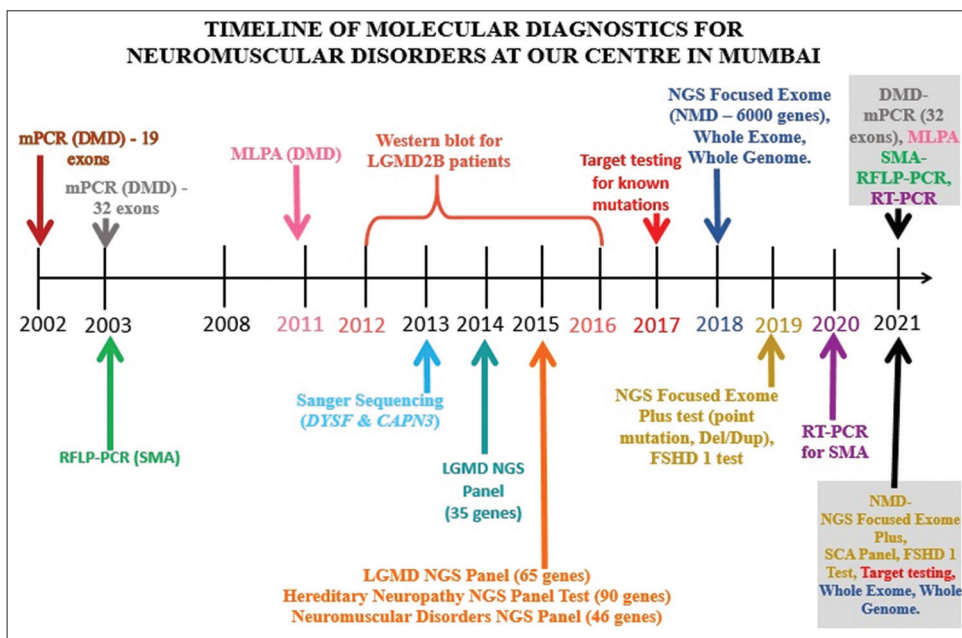 TIMELINE OF MOLECULAR DIAGNOSTICS FOR
NEUROMUSCULAR DISORDERS AT OUR CENTRE IN MUMBAI
mPCR (DMD) - 19
exons
mPCR (DMD) -
32 exons
MLPA (DMD)
Western blot for
LGMD2B patients
Target testing
for known
mutations
NGS Focused Exome
(NMD – 6000 genes),
Whole Exome,
Whole Genome.
DMD-
mPCR (32
exons), MLPA
SMA-
RFLP-PCR,
RT-PCR
2002 2003 2008 2011 2012 2013 2014 2015 2016 2017 2018 2019 2020 2021
RFLP-PCR (SMA)
Sanger Sequencing
(DYSF & CAPN3)
LGMD NGS
Panel
(35 genes)
LGMD NGS Panel (65 genes)
Hereditary Neuropathy NGS Panel Test (90 genes)
Neuromuscular Disorders NGS Panel (46 genes)
NGS Focused Exome
Plus test (point
mutation, Del/Dup),
FSHD 1 test
RT-PCR
for SMA
NMD-
NGS Focused Exome
Plus,
SCA Panel, FSHD 1
Test, Target testing,
Whole Exome, Whole
Genome.